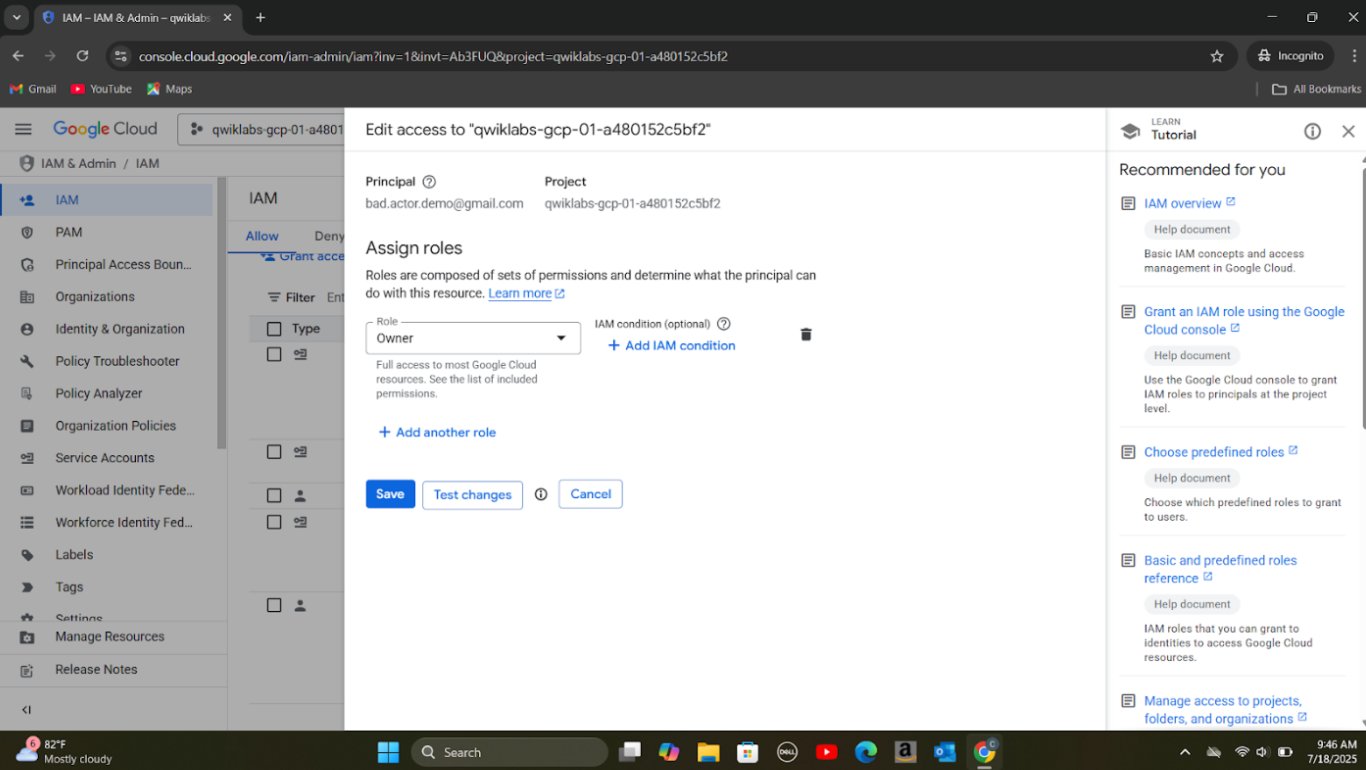 IAM – IAM & Admin – qwiklabs
console.cloud.google.com/iam-admin/iam?inv=1&invt=Ab3FUQ&project=qwiklabs-gcp-01-a480152c5bf2
Incognito
Gmail
YouTube
Maps
All Bookmarks
Google Cloud
qwiklabs-gcp-01-a4801
IAM & Admin / IAM
IAM
PAM
Principal Access Boun...
Organizations
Identity & Organization
Policy Troubleshooter
Policy Analyzer
Organization Policies
Service Accounts
Workload Identity Fede...
Workforce Identity Fed...
Labels
Tags
Settings
Manage Resources
Release Notes
IAM
Allow
Deny
Grant acce
Filter
Type
Edit access to "qwiklabs-gcp-01-a480152c5bf2"
Principal
Project
bad.actor.demo@gmail.com
qwiklabs-gcp-01-a480152c5bf2
Assign roles
Roles are composed of sets of permissions and determine what the principal can
do with this resource. Learn more
Role
Owner
IAM condition (optional)
+ Add IAM condition
Full access to most Google Cloud
resources. See the list of included
permissions.
+ Add another role
Save
Test changes
Cancel
LEARN
Tutorial
Recommended for you
IAM overview
Help document
Basic IAM concepts and access
management in Google Cloud.
Grant an IAM role using the Google
Cloud console
Help document
Use the Google Cloud console to grant
IAM roles to principals at the project
level.
Choose predefined roles
Help document
Choose which predefined roles to grant
to users.
Basic and predefined roles
reference
Help document
IAM roles that you can grant to
identities to access Google Cloud
resources.
Manage access to projects,
folders, and organizations
6
82°F
Mostly cloudy
Search
DELL
9:46 AM
7/18/2025